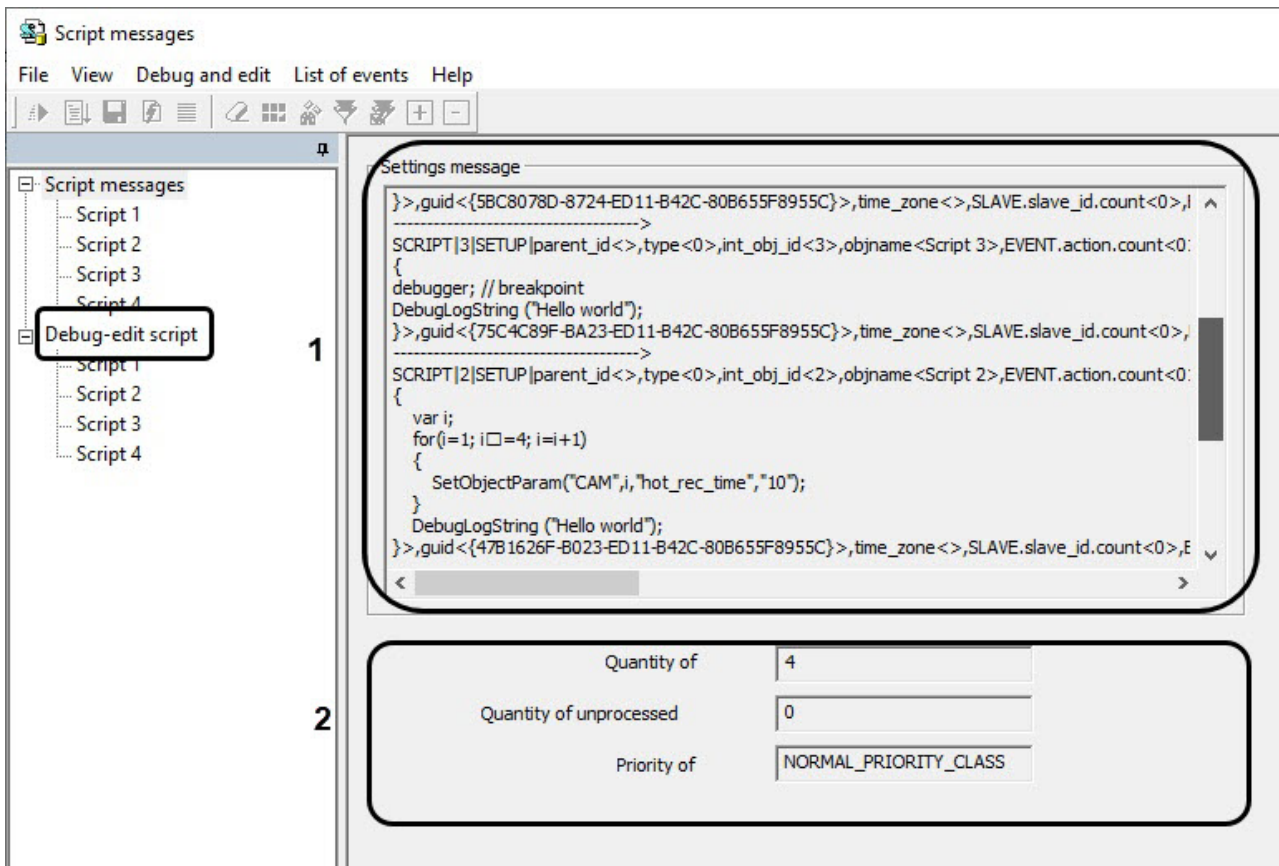 Script messages
File View Debug and edit List of events Help
Script messages
Script 1
Script 2
Script 3
Script 4
Debug-edit script
Script 1
Script 2
Script 3
Script 4
1
Settings message
}>,guid<{5BC8078D-8724-ED11-B42C-80B655F8955C}>,time_zone<>,SLAVE.slave_id.count<0>,
------------------------------------->
SCRIPT|3|SETUP|parent_id<>,type<0>,int_obj_id<3>,objname<Script 3>,EVENT.action.count<0
{
debugger; // breakpoint
DebugLogString ("Hello world");
}>,guid<{75C4C89F-BA23-ED11-B42C-80B655F8955C}>,time_zone<>,SLAVE.slave_id.count<0>,
------------------------------------->
SCRIPT|2|SETUP|parent_id<>,type<0>,int_obj_id<2>,objname<Script 2>,EVENT.action.count<0
{
var i;
for(i=1; i□=4; i=i+1)
{
SetObjectParam("CAM",i,"hot_rec_time","10");
}
DebugLogString ("Hello world");
}>,guid<{47B1626F-B023-ED11-B42C-80B655F8955C}>,time_zone<>,SLAVE.slave_id.count<0>,E
2
Quantity of 4
Quantity of unprocessed 0
Priority of NORMAL_PRIORITY_CLASS